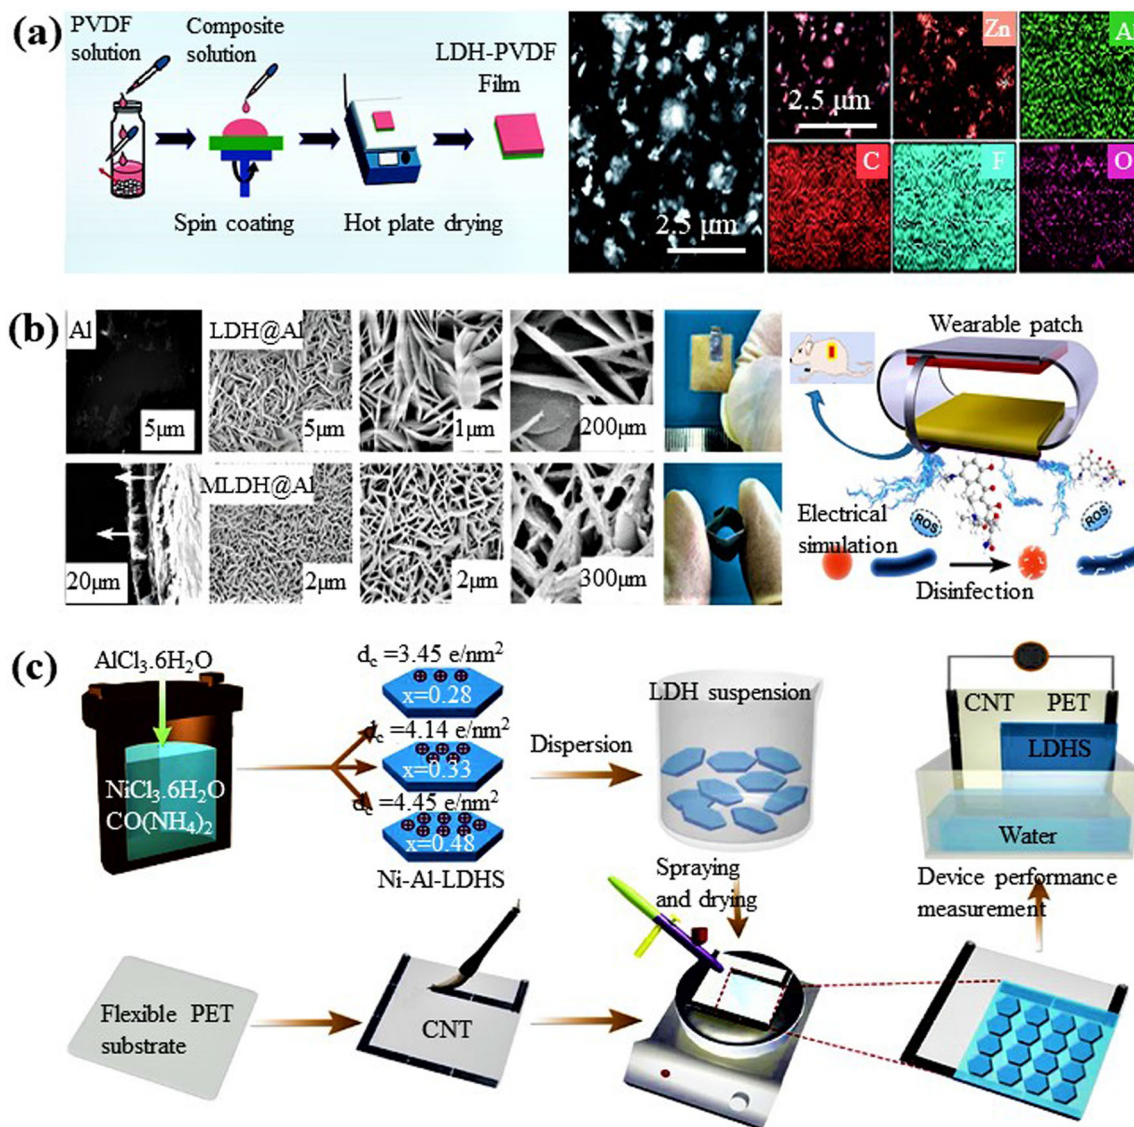 (a)
PVDF
solution
Composite
solution
LDH-PVDF
Film
Spin coating
Hot plate drying
2.5 μm
2.5 μm
Zn
A
C
F
O
(b)
Al
5μm
LDH@Al
5μm
1μm
200μm
20μm
MLDH@Al
2μm
2μm
300μm
Wearable patch
ROS
ROS
Electrical
simulation
Disinfection
(c)
AlCl3.6H2O
NiCl3.6H2O
CO(NH4)2
dc =3.45 e/nm2
x=0.28
dc =4.14 e/nm2
x=0.33
dc =4.45 e/nm2
x=0.48
Ni-Al-LDHS
Dispersion
LDH suspension
CNT PET
LDHS
Water
Spraying
and drying
Device performance
measurement
Flexible PET
substrate
CNT